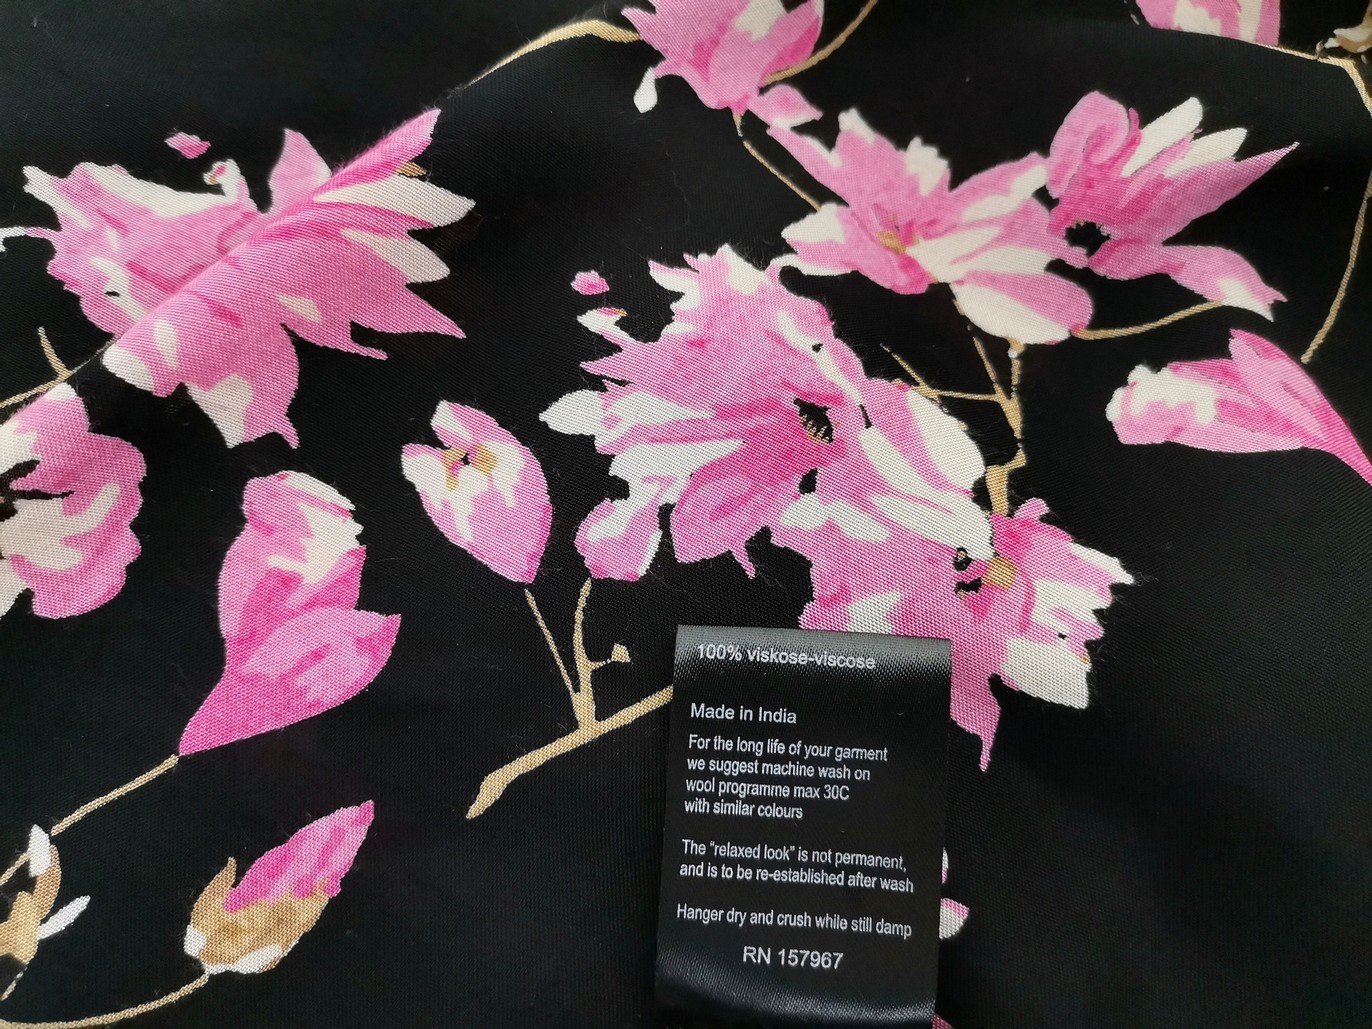 100% viskose-viscose
Made in India
For the long life of your garment
we suggest machine wash on
wool programme max 30C
with similar colours
The “relaxed look” is not permanent,
and is to be re-established after wash
Hanger dry and crush while still damp
RN 157967